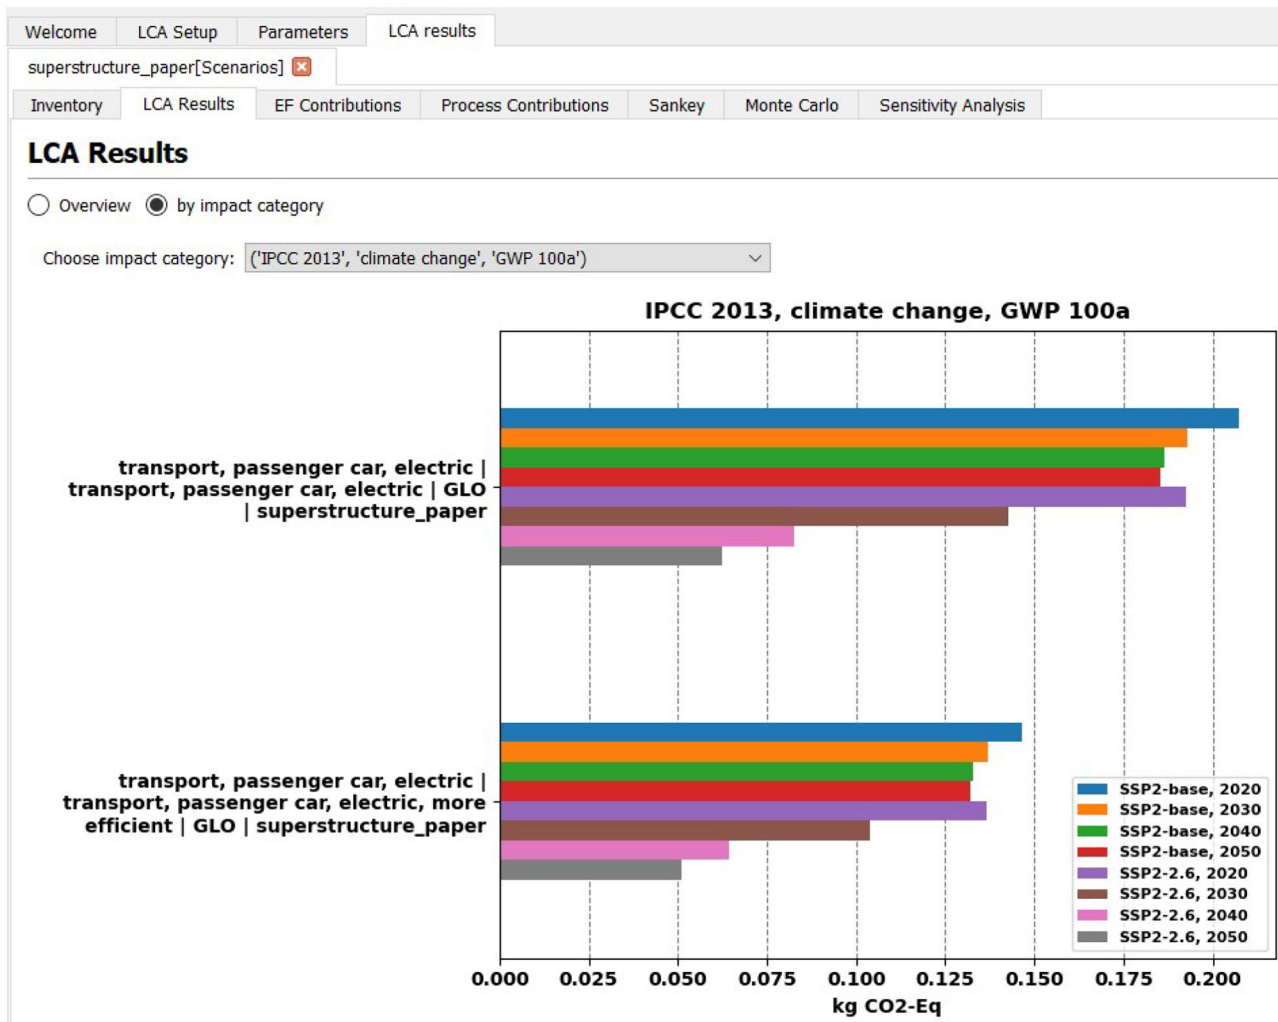 Welcome LCA Setup Parameters LCA results
superstructure_paper[Scenarios]
Inventory LCA Results EF Contributions Process Contributions Sankey Monte Carlo Sensitivity Analysis
LCA Results
Overview by impact category
Choose impact category: ('IPCC 2013', 'climate change', 'GWP 100a')
IPCC 2013, climate change, GWP 100a
transport, passenger car, electric |
transport, passenger car, electric | GLO
| superstructure_paper
transport, passenger car, electric |
transport, passenger car, electric, more
efficient | GLO | superstructure_paper
SSP2-base, 2020
SSP2-base, 2030
SSP2-base, 2040
SSP2-base, 2050
SSP2-2.6, 2020
SSP2-2.6, 2030
SSP2-2.6, 2040
SSP2-2.6, 2050
0.000 0.025 0.050 0.075 0.100 0.125 0.150 0.175 0.200
kg CO2-Eq